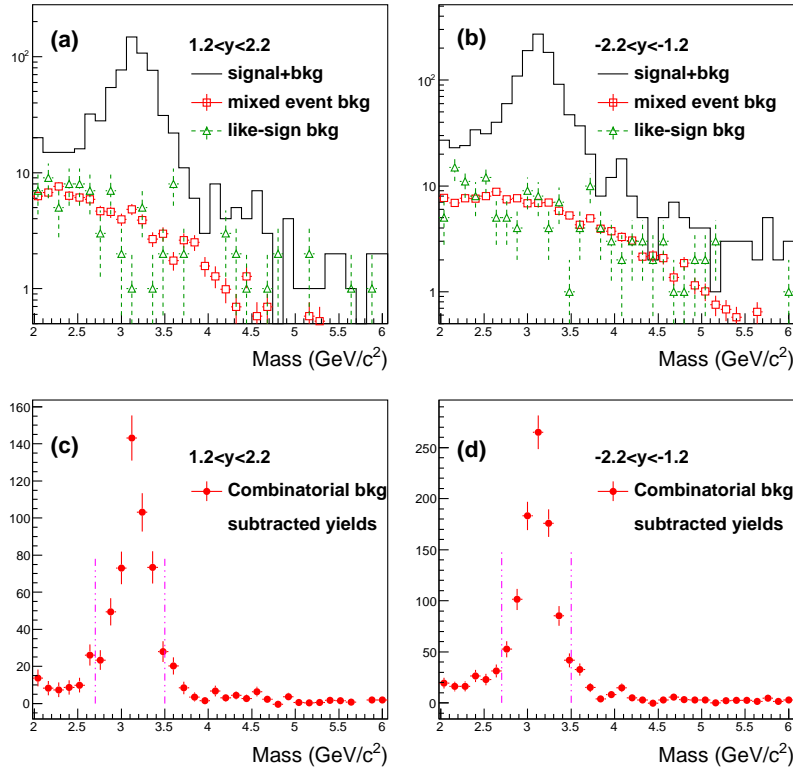 (a)
1.2<y<2.2
signal+bkg
mixed event bkg
like-sign bkg
10²
10
1
2 2.5 3 3.5 4 4.5 5 5.5 6
Mass (GeV/c²)
(b)
-2.2<y<-1.2
signal+bkg
mixed event bkg
like-sign bkg
10²
10
1
2 2.5 3 3.5 4 4.5 5 5.5 6
Mass (GeV/c²)
(c)
1.2<y<2.2
Combinatorial bkg
subtracted yields
160
140
120
100
80
60
40
20
0
2 2.5 3 3.5 4 4.5 5 5.5 6
Mass (GeV/c²)
(d)
-2.2<y<-1.2
Combinatorial bkg
subtracted yields
250
200
150
100
50
0
2 2.5 3 3.5 4 4.5 5 5.5 6
Mass (GeV/c²)